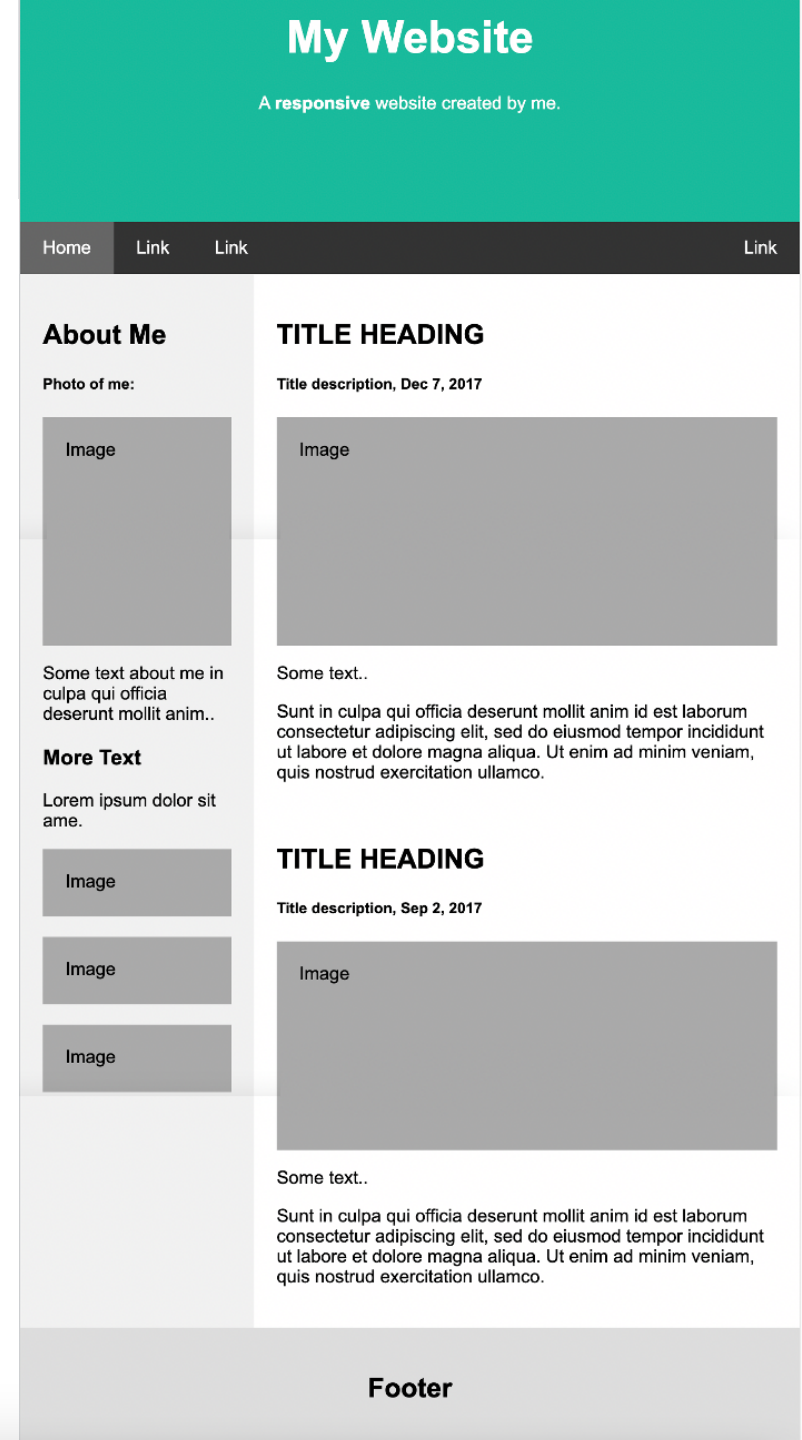 My Website
A responsive website created by me.
Home Link Link Link
About Me
Photo of me:
Image
Some text about me in
culpa qui officia
deserunt mollit anim..
More Text
Lorem ipsum dolor sit
ame.
Image
Image
Image
TITLE HEADING
Title description, Dec 7, 2017
Image
Some text..
Sunt in culpa qui officia deserunt mollit anim id est laborum
consectetur adipiscing elit, sed do eiusmod tempor incididunt
ut labore et dolore magna aliqua. Ut enim ad minim veniam,
quis nostrud exercitation ullamco.
TITLE HEADING
Title description, Sep 2, 2017
Image
Some text..
Sunt in culpa qui officia deserunt mollit anim id est laborum
consectetur adipiscing elit, sed do eiusmod tempor incididunt
ut labore et dolore magna aliqua. Ut enim ad minim veniam,
quis nostrud exercitation ullamco.
Footer